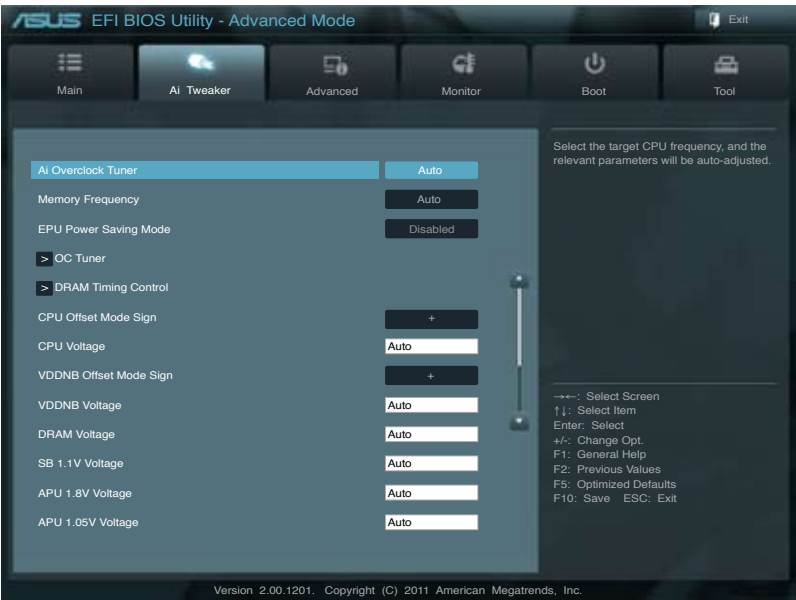 ASUS EFI BIOS Utility - Advanced Mode
Exit
Main
Ai Tweaker
Advanced
Monitor
Boot
Tool
Ai Overclock Tuner Auto
Memory Frequency Auto
EPU Power Saving Mode Disabled
> OC Tuner
> DRAM Timing Control
CPU Offset Mode Sign +
CPU Voltage Auto
VDDNB Offset Mode Sign +
VDDNB Voltage Auto
DRAM Voltage Auto
SB 1.1V Voltage Auto
APU 1.8V Voltage Auto
APU 1.05V Voltage Auto
Select the target CPU frequency, and the
relevant parameters will be auto-adjusted.
→←: Select Screen
↑↓: Select Item
Enter: Select
+/-: Change Opt.
F1: General Help
F2: Previous Values
F5: Optimized Defaults
F10: Save ESC: Exit
Version 2.00.1201. Copyright (C) 2011 American Megatrends, Inc.